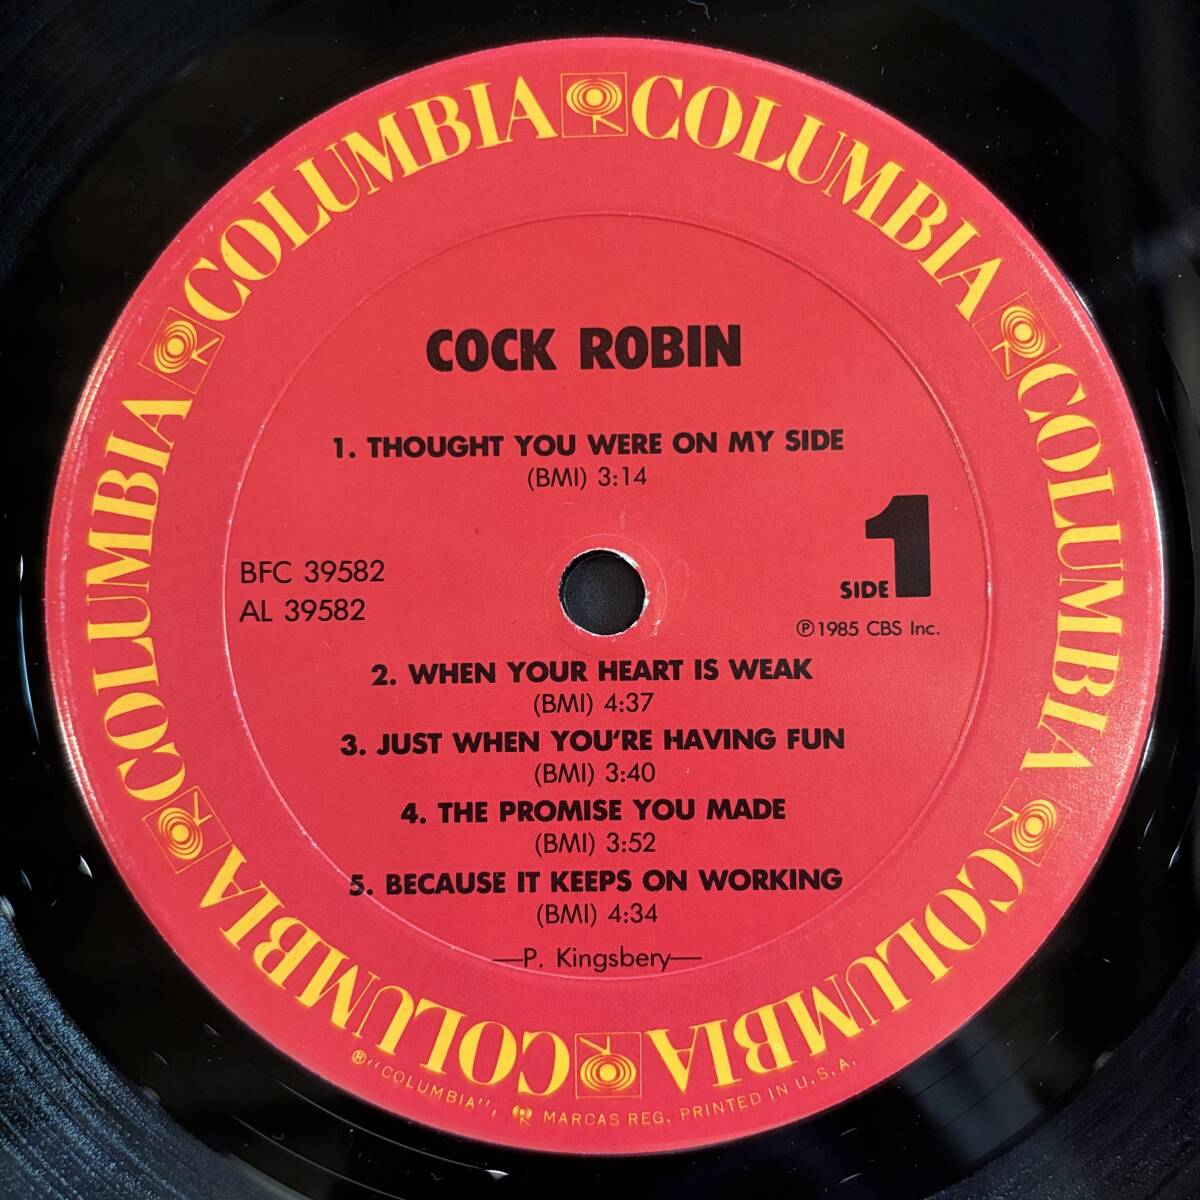 COLUMBIA COLUMBIA COLUMBIA COLUMBIA COLUMBIA COLUMBIA
COCK ROBIN
1. THOUGHT YOU WERE ON MY SIDE
(BMI) 3:14
BFC 39582
AL 39582
SIDE 1
Ⓟ1985 CBS Inc.
2. WHEN YOUR HEART IS WEAK
(BMI) 4:37
3. JUST WHEN YOU'RE HAVING FUN
(BMI) 3:40
4. THE PROMISE YOU MADE
(BMI) 3:52
5. BECAUSE IT KEEPS ON WORKING
(BMI) 4:34
—P. Kingsbery—
®"COLUMBIA", MARCAS REG. PRINTED IN U.S.A.